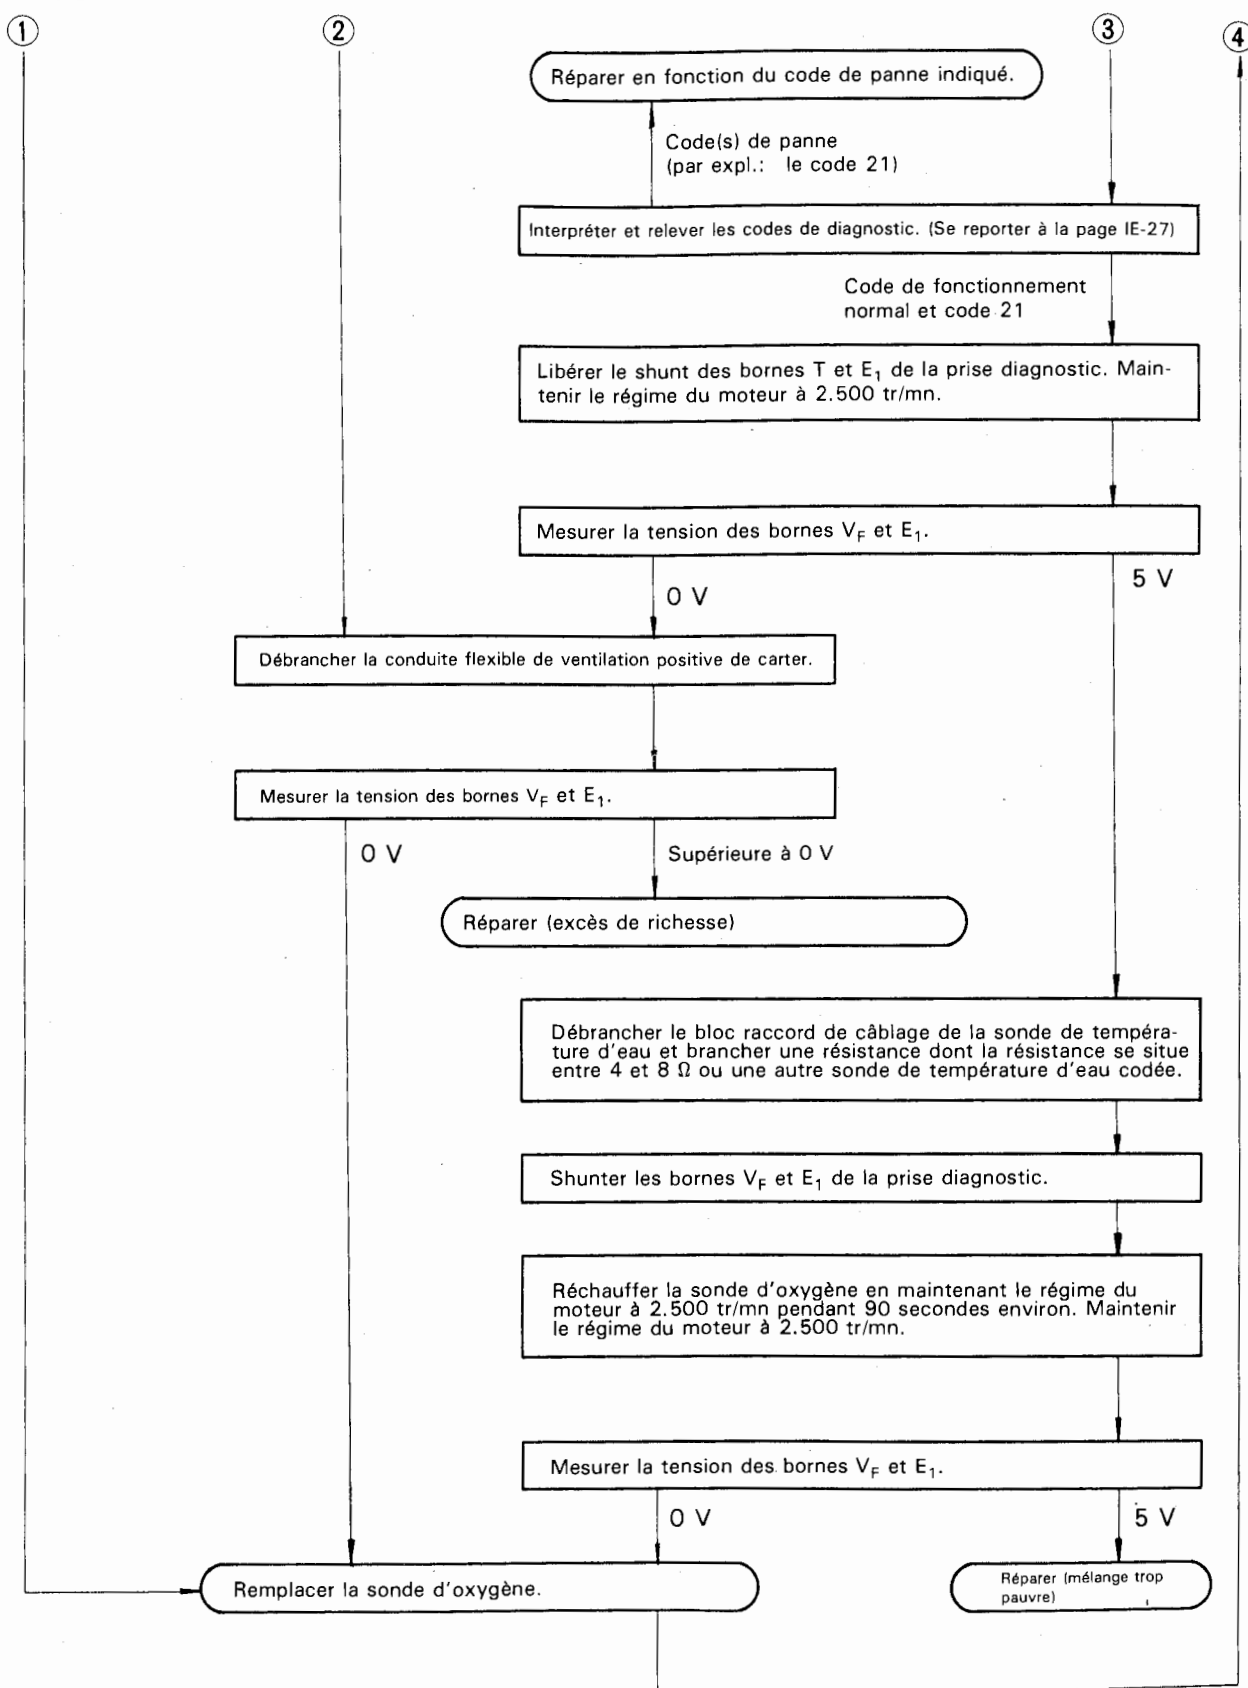 1
2
3
4
Réparer en fonction du code de panne indiqué.
Code(s) de panne
(par expl.: le code 21)
Interpréter et relever les codes de diagnostic. (Se reporter à la page IE-27)
Code de fonctionnement
normal et code 21
Libérer le shunt des bornes T et E₁ de la prise diagnostic. Main-
tenir le régime du moteur à 2.500 tr/mn.
Mesurer la tension des bornes V_F et E₁.
0 V
5 V
Débrancher la conduite flexible de ventilation positive de carter.
Mesurer la tension des bornes V_F et E₁.
0 V
Supérieure à 0 V
Réparer (excès de richesse)
Débrancher le bloc raccord de câblage de la sonde de tempéra-
ture d'eau et brancher une résistance dont la résistance se situe
entre 4 et 8 Ω ou une autre sonde de température d'eau codée.
Shunter les bornes V_F et E₁ de la prise diagnostic.
Réchauffer la sonde d'oxygène en maintenant le régime du
moteur à 2.500 tr/mn pendant 90 secondes environ. Maintenir
le régime du moteur à 2.500 tr/mn.
Mesurer la tension des bornes V_F et E₁.
0 V
5 V
Remplacer la sonde d'oxygène.
Réparer (mélange trop
pauvre)